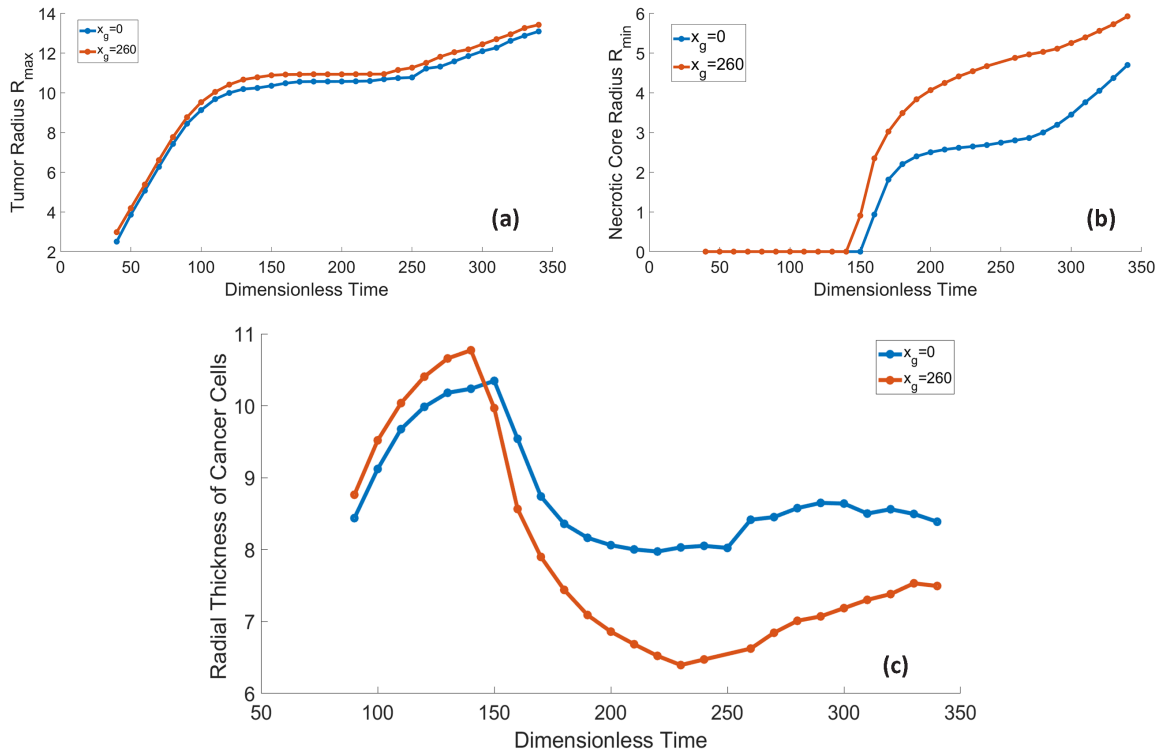 Tumor Radius R_max
14
12
10
8
6
4
2
x_g=0
x_g=260
(a)
0 50 100 150 200 250 300 350
Dimensionless Time
Necrotic Core Radius R_min
6
5
4
3
2
1
0
x_g=0
x_g=260
(b)
0 50 100 150 200 250 300 350
Dimensionless Time
Radial Thickness of Cancer Cells
11
10
9
8
7
6
x_g=0
x_g=260
(c)
50 100 150 200 250 300 350
Dimensionless Time